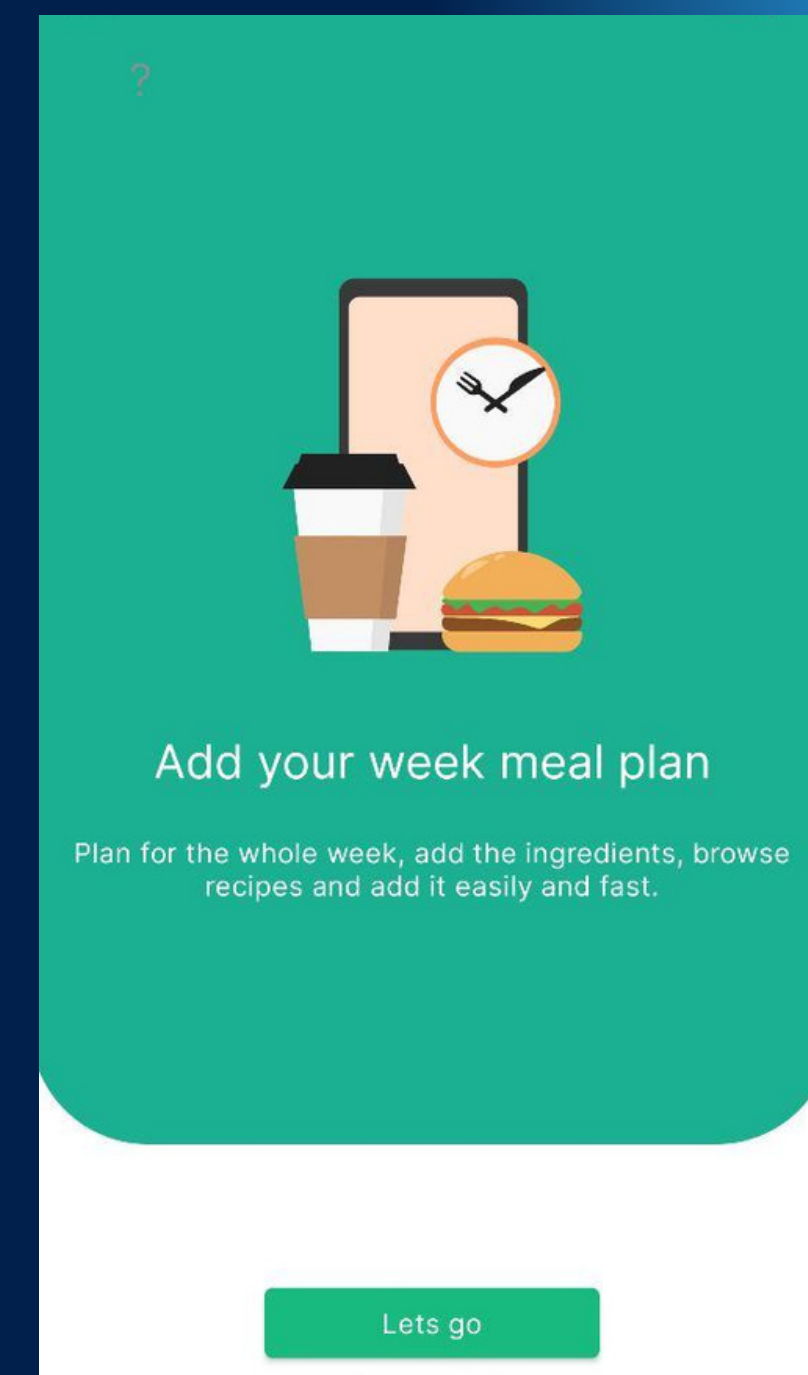 ?
Add your week meal plan
Plan for the whole week, add the ingredients, browse
recipes and add it easily and fast.
Lets go